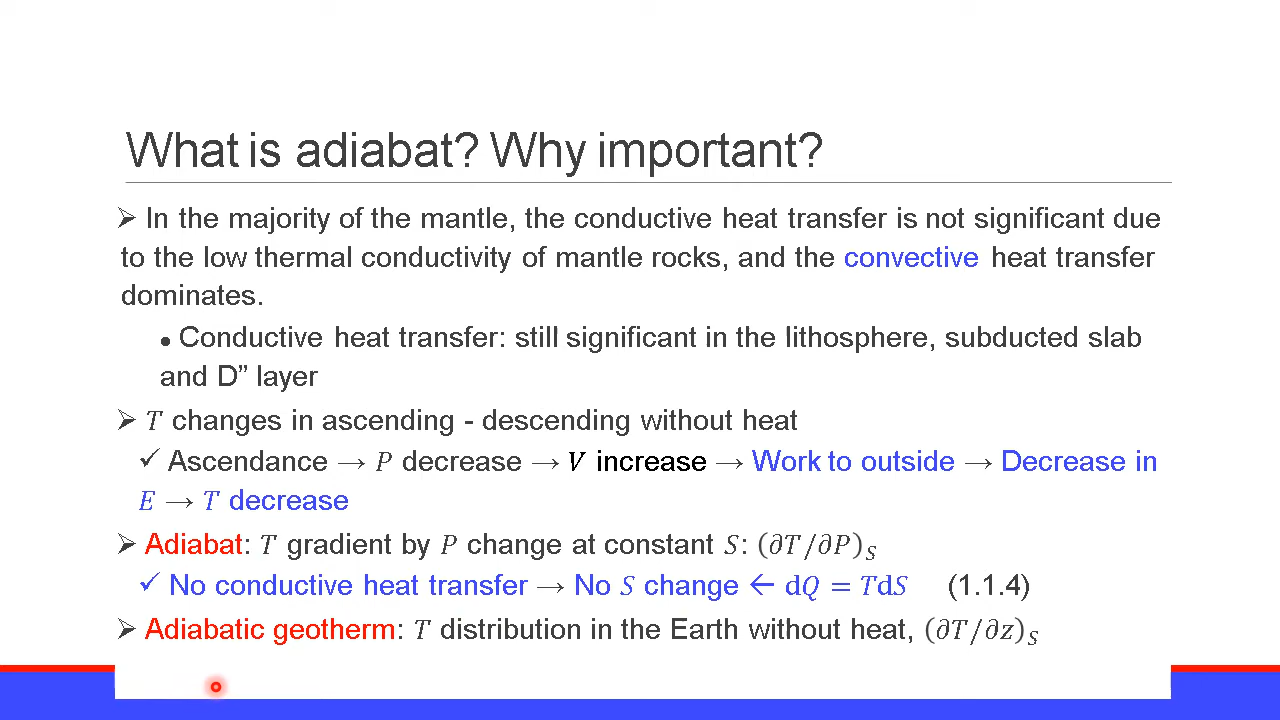 What is adiabat? Why important?
➢ In the majority of the mantle, the conductive heat transfer is not significant due
to the low thermal conductivity of mantle rocks, and the convective heat transfer
dominates.
• Conductive heat transfer: still significant in the lithosphere, subducted slab
and D” layer
➢ 𝑇 changes in ascending - descending without heat
✓ Ascendance → 𝑃 decrease → 𝑉 increase → Work to outside → Decrease in
𝐸 → 𝑇 decrease
➢ Adiabat: 𝑇 gradient by 𝑃 change at constant 𝑆: (∂𝑇/∂𝑃)_𝑆
✓ No conductive heat transfer → No 𝑆 change ← d𝑄 = 𝑇d𝑆 (1.1.4)
➢ Adiabatic geotherm: 𝑇 distribution in the Earth without heat, (∂𝑇/∂𝑧)_𝑆